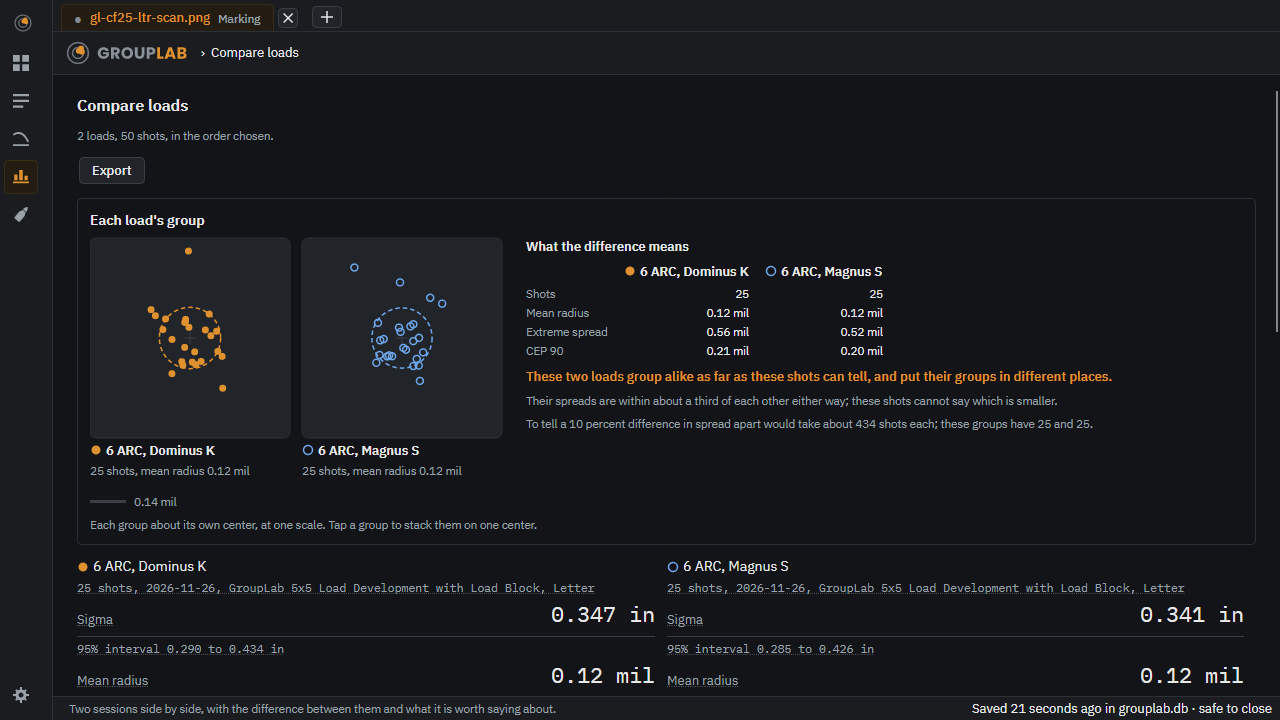 gl-cf25-ltr-scan.png Marking
GROUPLAB › Compare loads
Compare loads
2 loads, 50 shots, in the order chosen.
Export
Each load's group
What the difference means
6 ARC, Dominus K 6 ARC, Magnus S
Shots 25 25
Mean radius 0.12 mil 0.12 mil
Extreme spread 0.56 mil 0.52 mil
CEP 90 0.21 mil 0.20 mil
These two loads group alike as far as these shots can tell, and put their groups in different places.
Their spreads are within about a third of each other either way; these shots cannot say which is smaller.
To tell a 10 percent difference in spread apart would take about 434 shots each; these groups have 25 and 25.
6 ARC, Dominus K 6 ARC, Magnus S
25 shots, mean radius 0.12 mil 25 shots, mean radius 0.12 mil
0.14 mil
Each group about its own center, at one scale. Tap a group to stack them on one center.
6 ARC, Dominus K
25 shots, 2026-11-26, GroupLab 5x5 Load Development with Load Block, Letter
Sigma 0.347 in
95% interval 0.290 to 0.434 in
Mean radius 0.12 mil
6 ARC, Magnus S
25 shots, 2026-11-26, GroupLab 5x5 Load Development with Load Block, Letter
Sigma 0.341 in
95% interval 0.285 to 0.426 in
Mean radius 0.12 mil
Two sessions side by side, with the difference between them and what it is worth saying about.
Saved 21 seconds ago in grouplab.db · safe to close